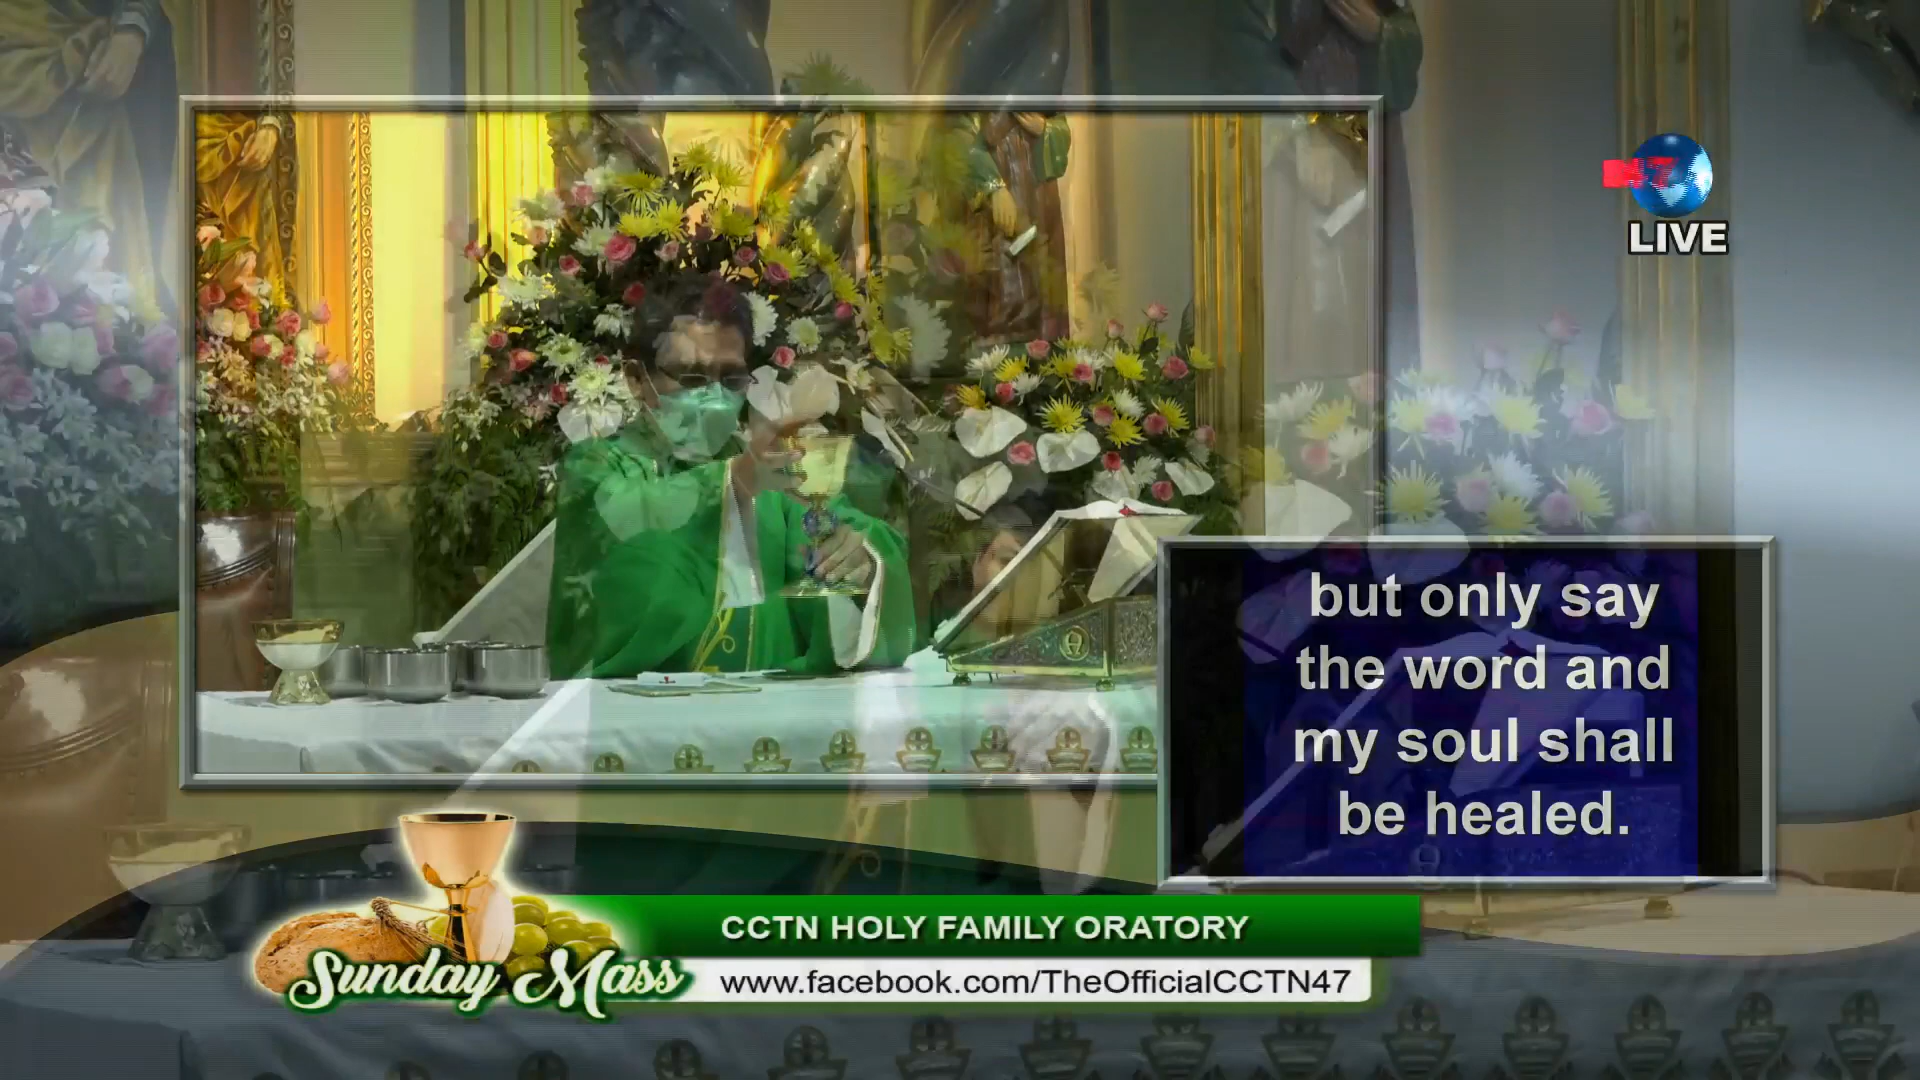 47
LIVE
but only say
the word and
my soul shall
be healed.
CCTN HOLY FAMILY ORATORY
Sunday Mass
www.facebook.com/TheOfficialCCTN47